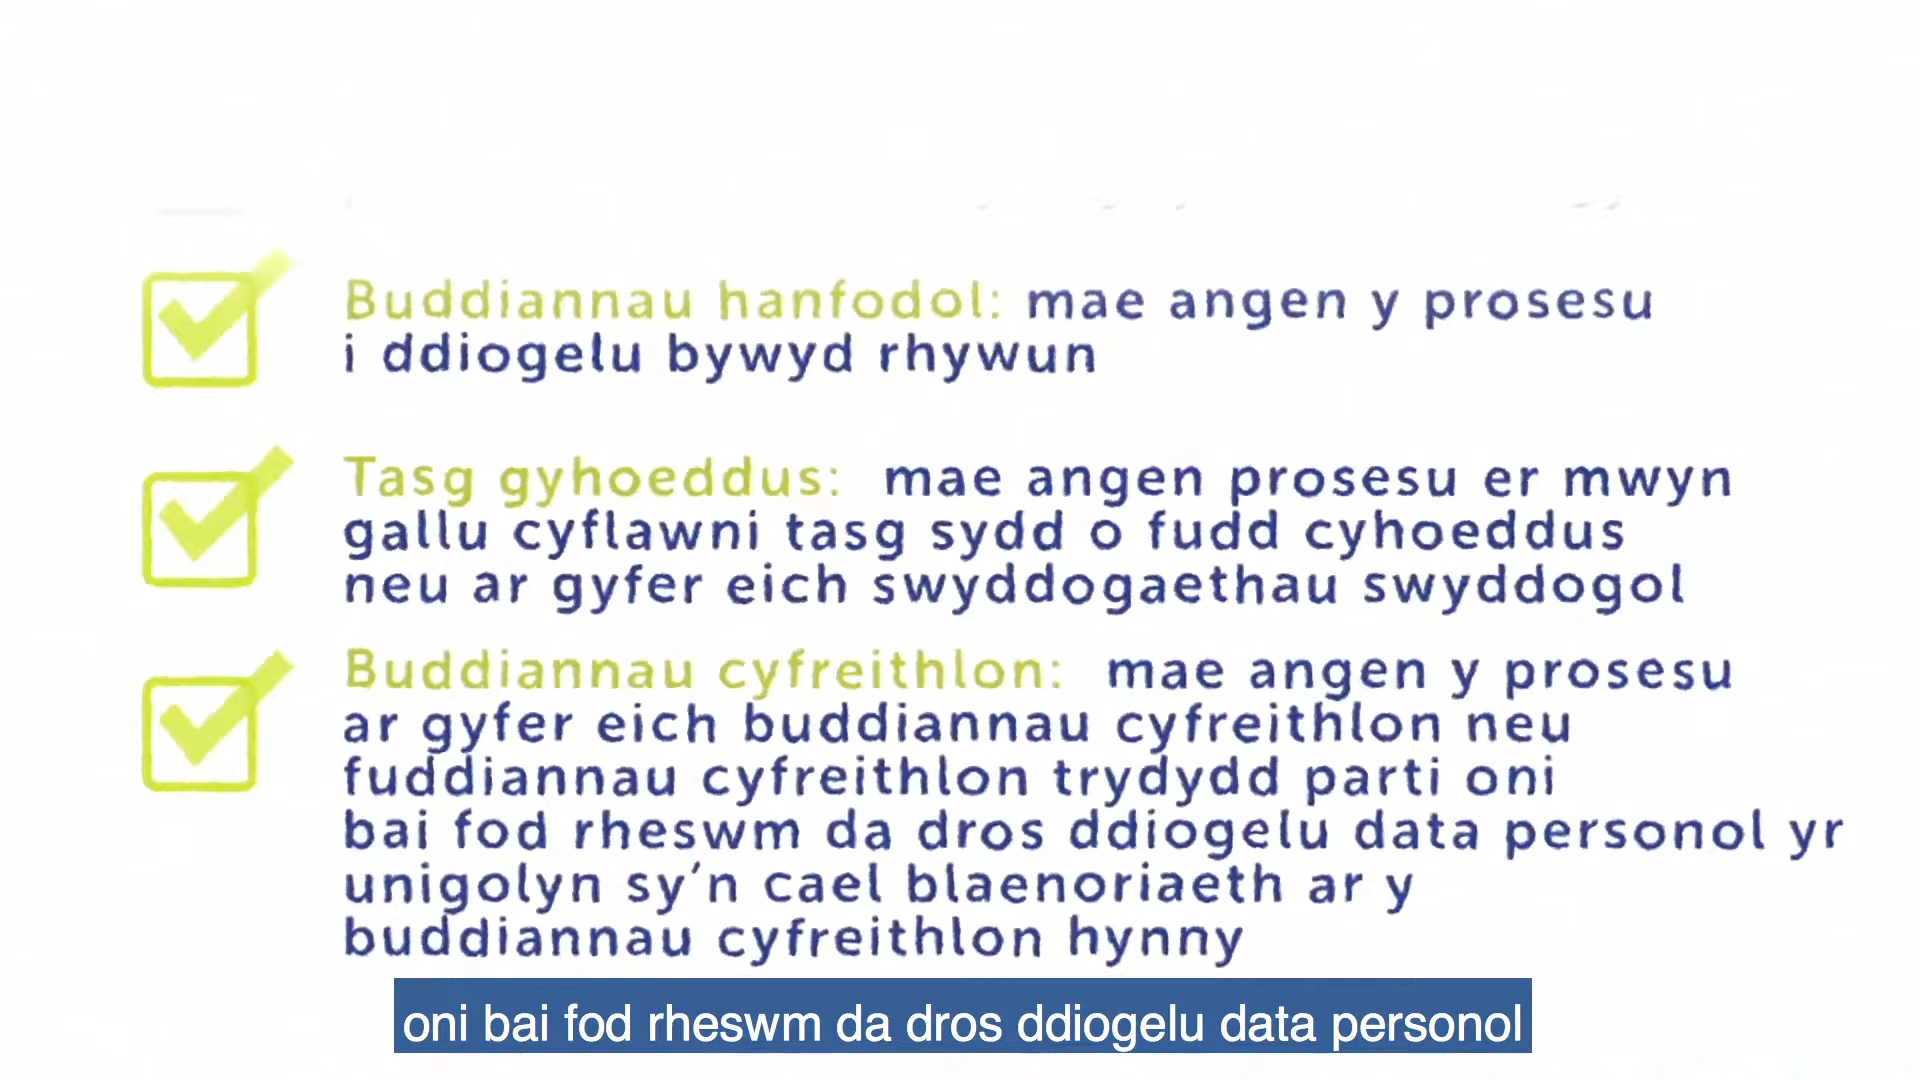 Buddiannau hanfodol: mae angen y prosesu
i ddiogelu bywyd rhywun
Tasg gyhoeddus: mae angen prosesu er mwyn
gallu cyflawni tasg sydd o fudd cyhoeddus
neu ar gyfer eich swyddogaethau swyddogol
Buddiannau cyfreithlon: mae angen y prosesu
ar gyfer eich buddiannau cyfreithlon neu
fuddiannau cyfreithlon trydydd parti oni
bai fod rheswm da dros ddiogelu data personol yr
unigolyn sy'n cael blaenoriaeth ar y
buddiannau cyfreithlon hynny
oni bai fod rheswm da dros ddiogelu data personol